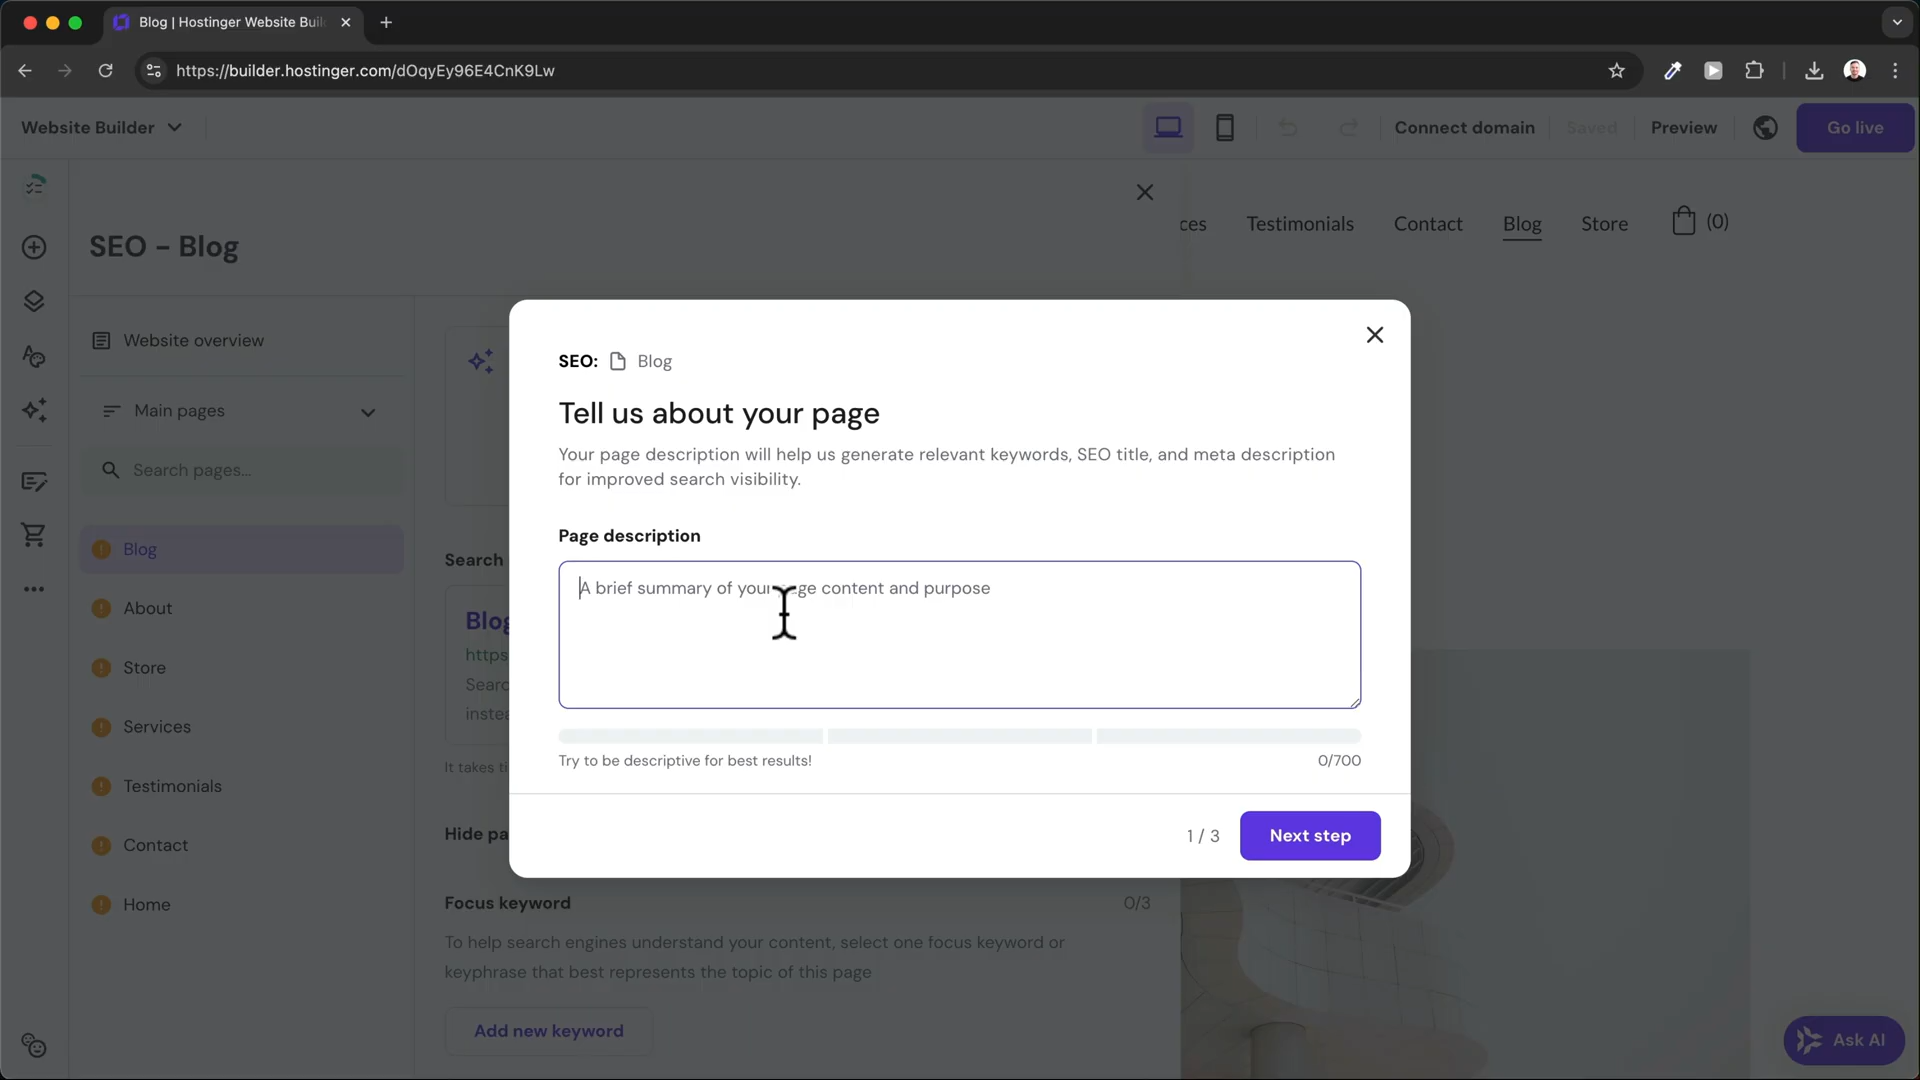 Blog | Hostinger Website Buil
https://builder.hostinger.com/dOqyEy96E4CnK9Lw
Website Builder
Connect domain
Saved
Preview
Go live
SEO - Blog
ces
Testimonials
Contact
Blog
Store
(0)
Website overview
Main pages
Search pages...
Blog
About
Store
Services
Testimonials
Contact
Home
Search
Blog
https
Searc
inste
It takes ti
Hide pa
Focus keyword
0/3
To help search engines understand your content, select one focus keyword or
keyphrase that best represents the topic of this page
Add new keyword
SEO: Blog
Tell us about your page
Your page description will help us generate relevant keywords, SEO title, and meta description
for improved search visibility.
Page description
A brief summary of your page content and purpose
Try to be descriptive for best results!
0/700
1 / 3
Next step
Ask AI